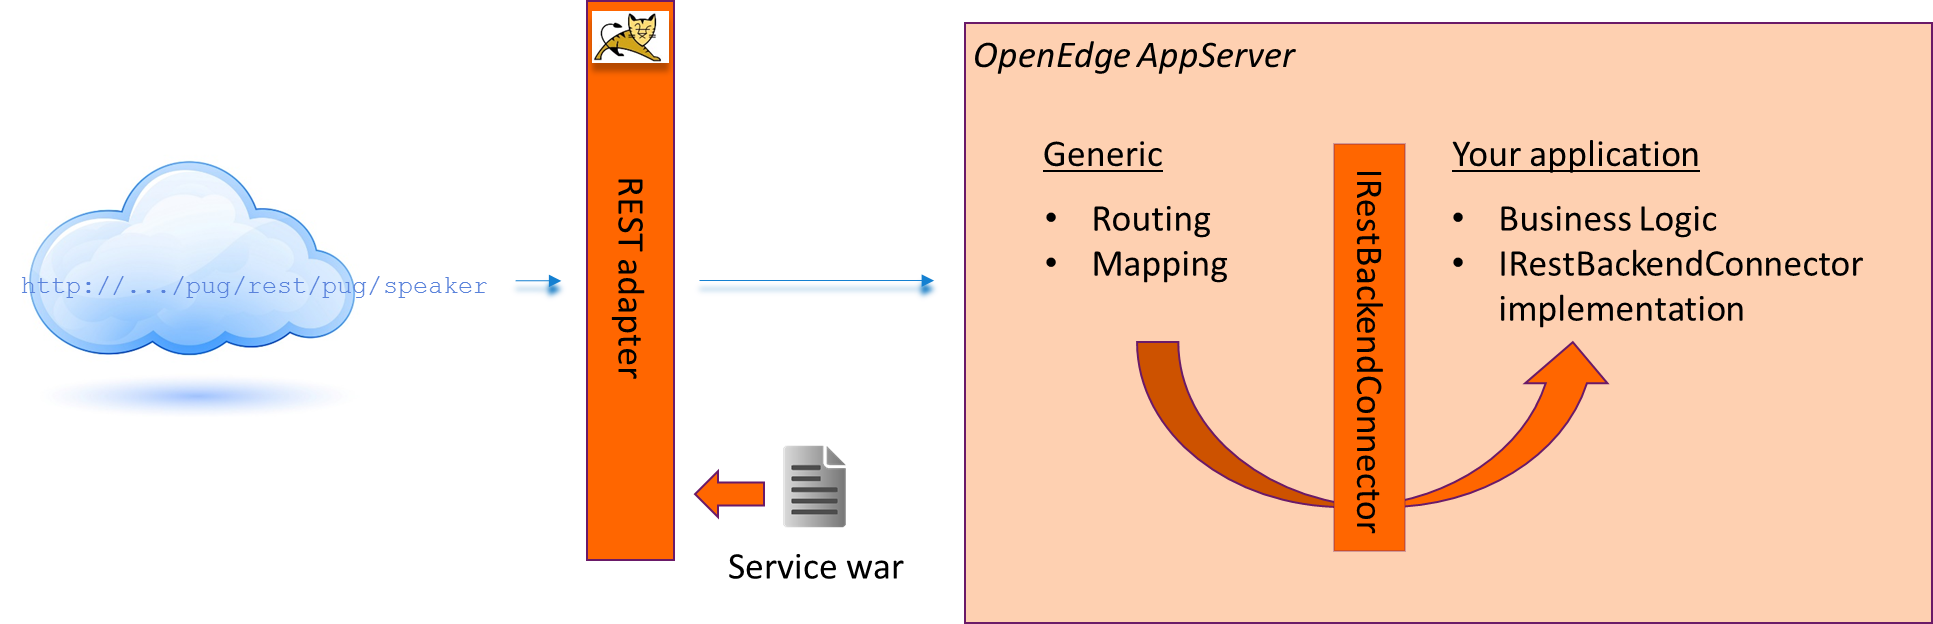 OpenEdge AppServer
http://.../pug/rest/pug/speaker
REST adapter
Service war
Generic
• Routing
• Mapping
IRestBackendConnector
Your application
• Business Logic
• IRestBackendConnector
implementation